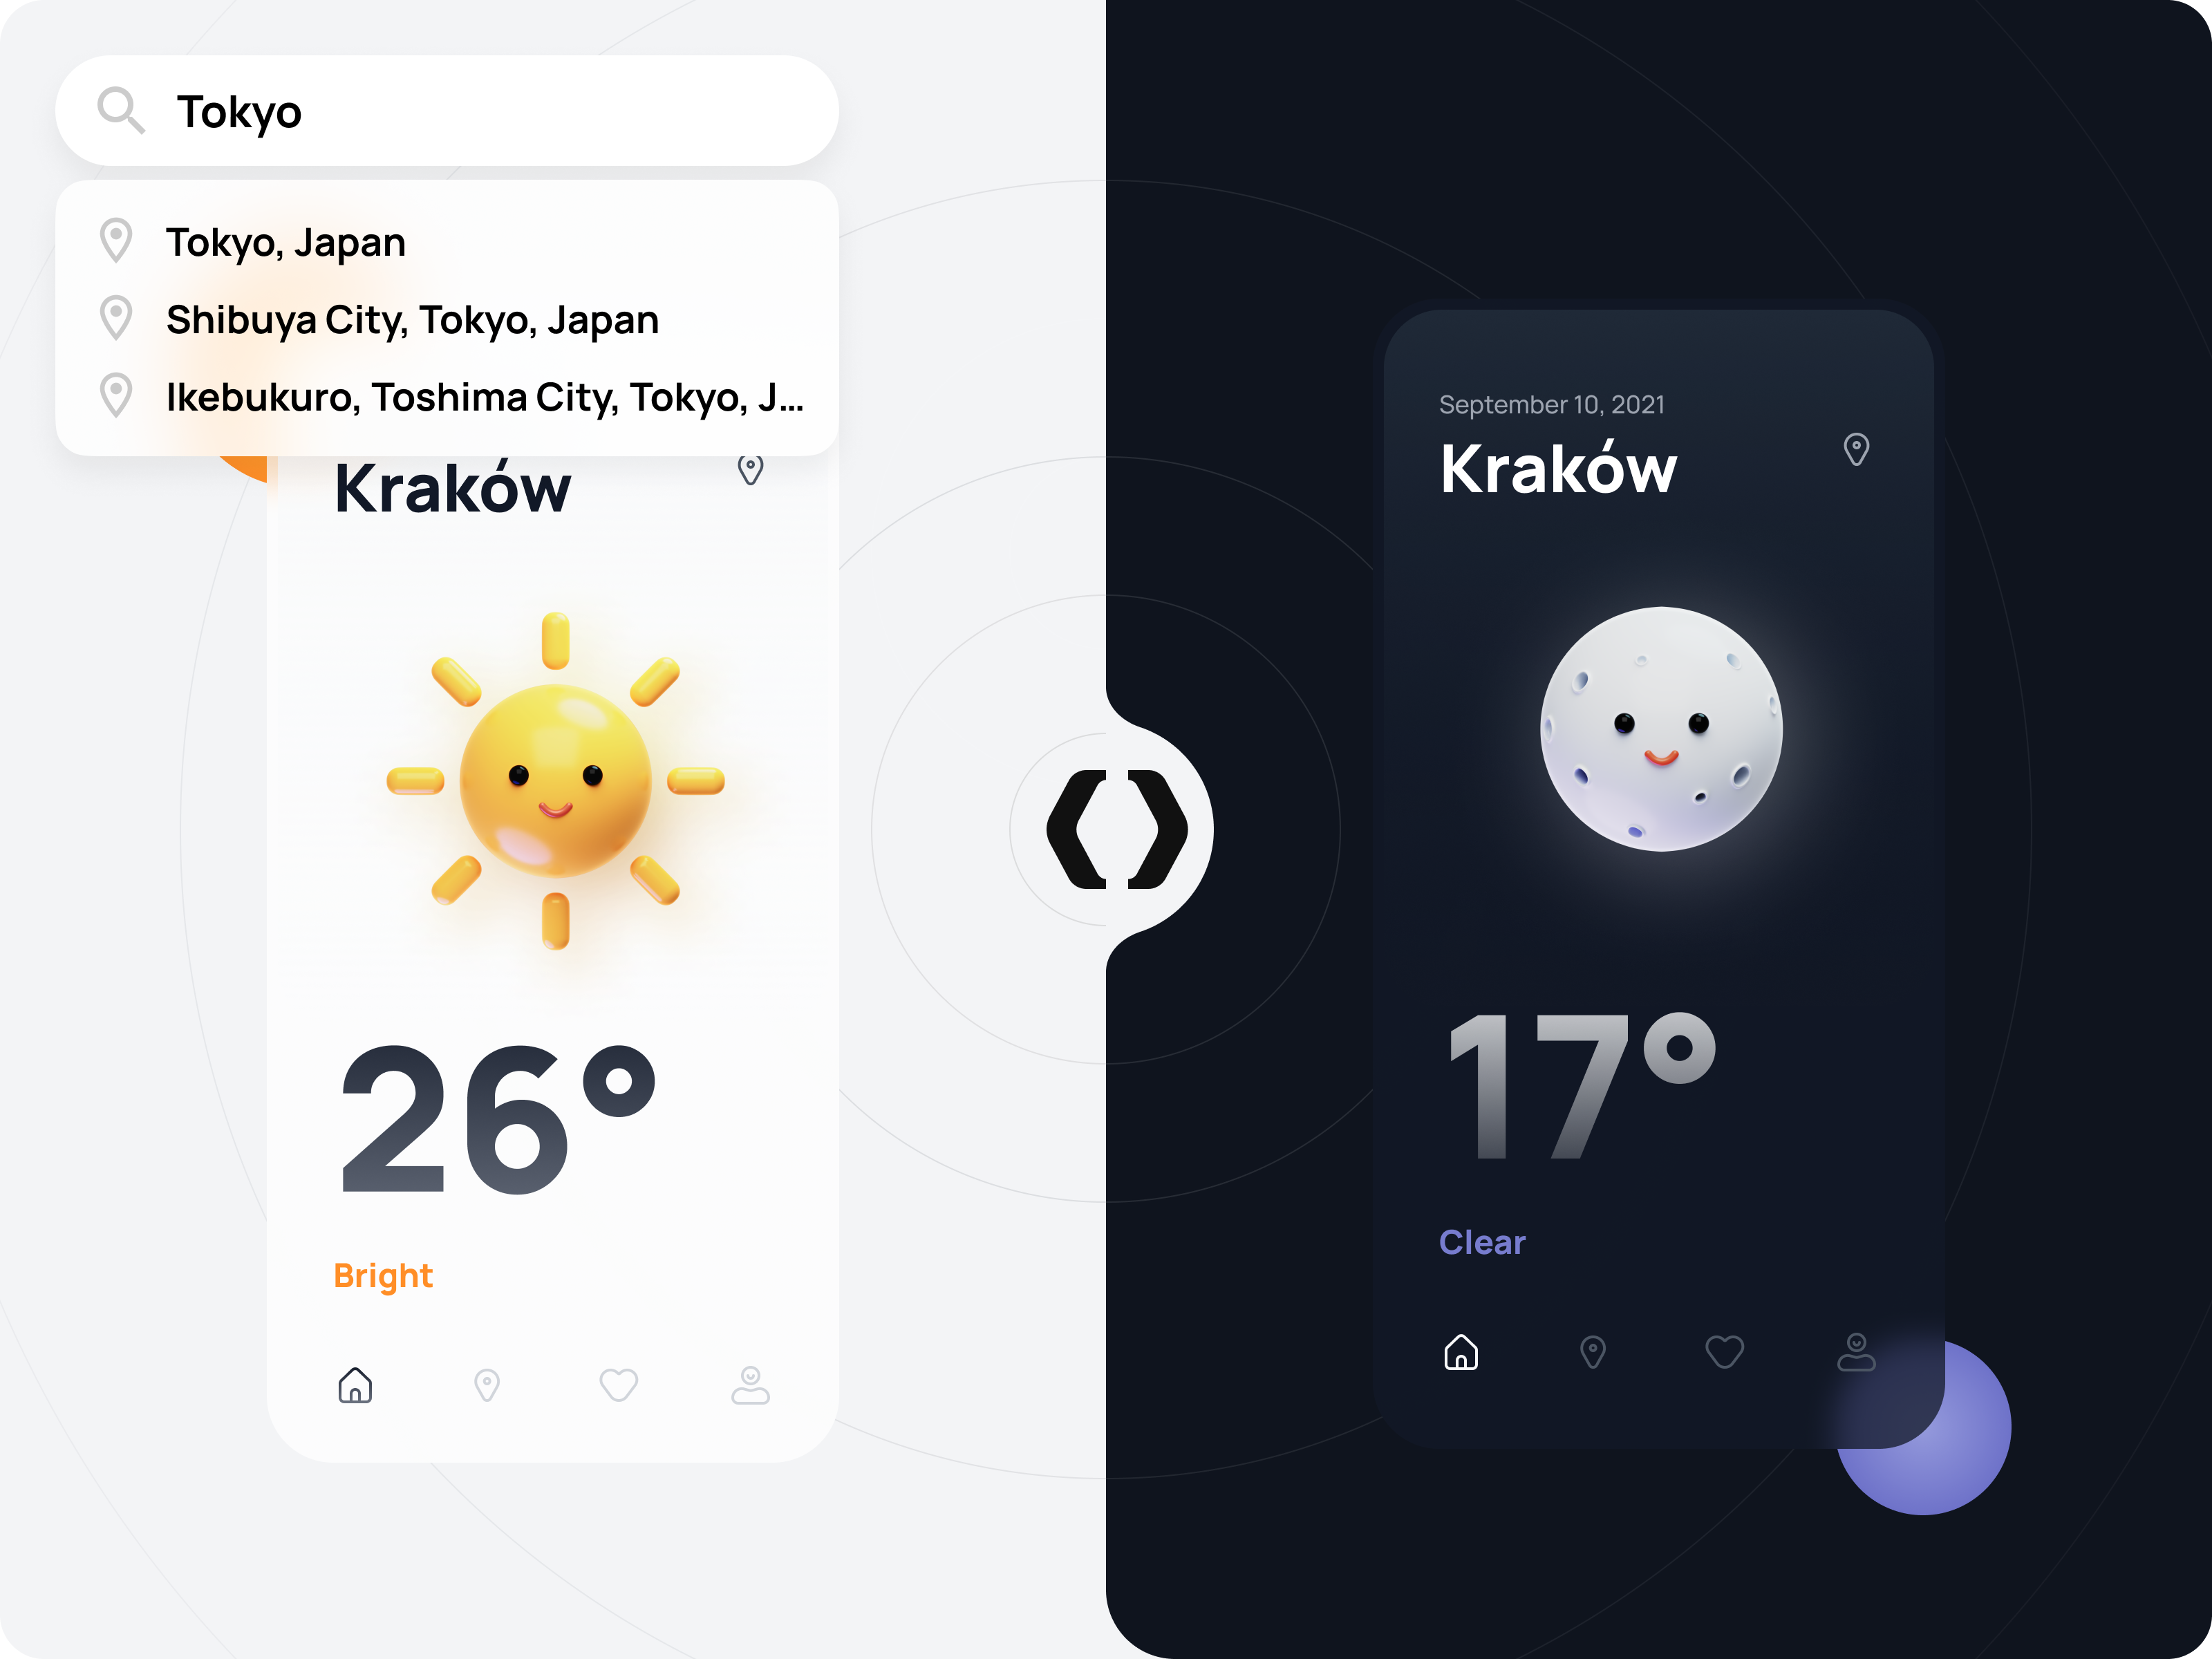 Tokyo
Tokyo, Japan
Shibuya City, Tokyo, Japan
Ikebukuro, Toshima City, Tokyo, J...
Kraków
26°
Bright
September 10, 2021
Kraków
17°
Clear